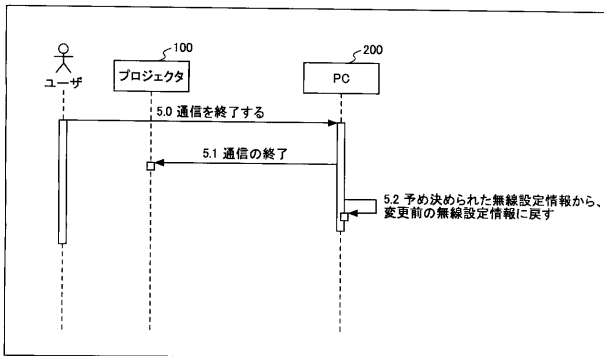 100
200
ユーザ
プロジェクタ
PC
5.0 通信を終了する
5.1 通信の終了
5.2 予め決められた無線設定情報から、
変更前の無線設定情報に戻す